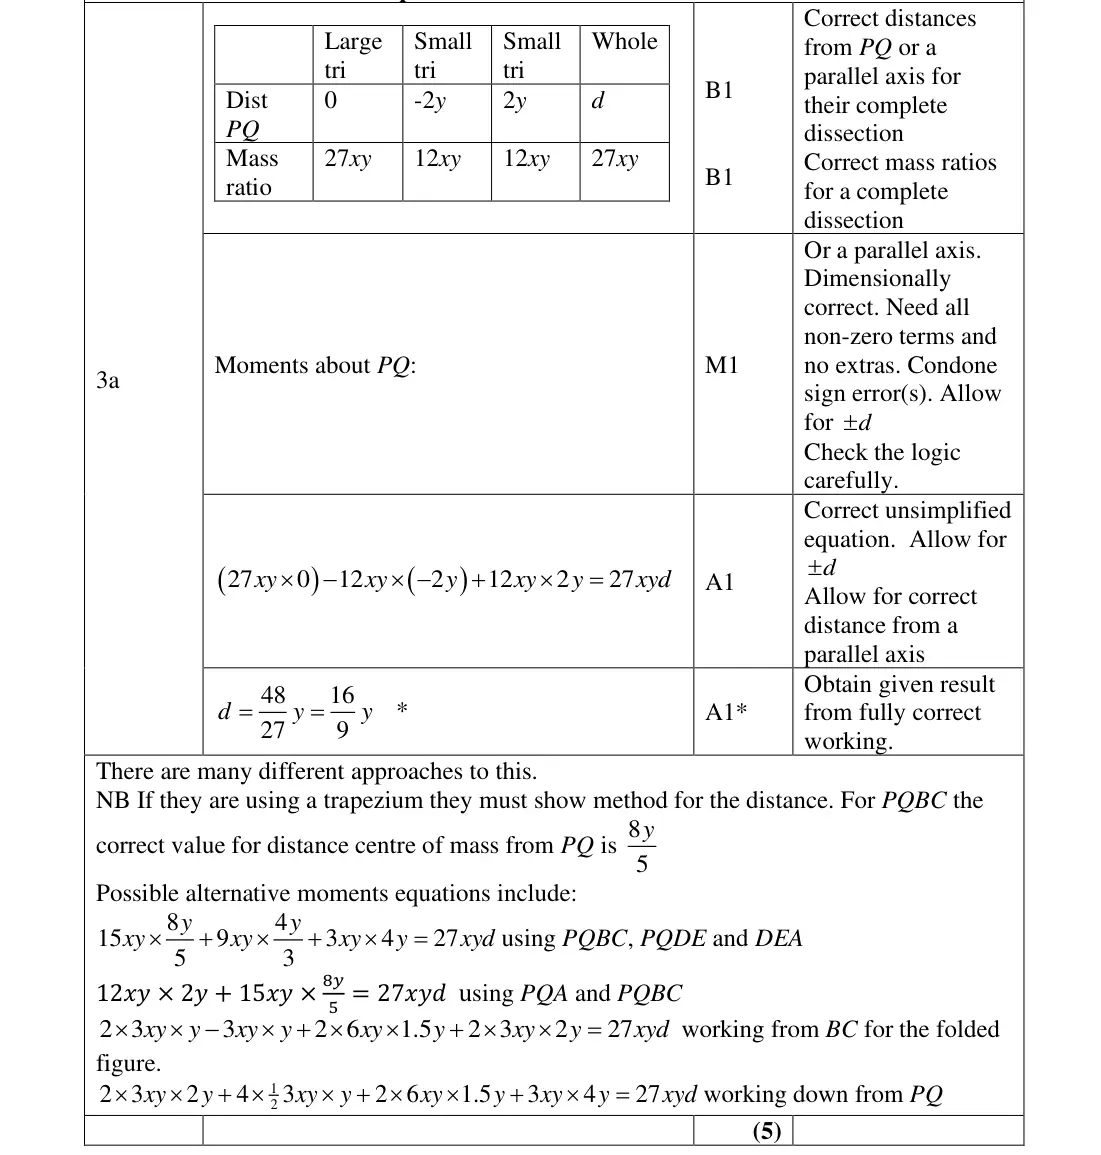 Large tri | Small tri | Small tri | Whole
Dist PQ | 0 | -2y | 2y | d
Mass ratio | 27xy | 12xy | 12xy | 27xy
B1
Correct distances
from PQ or a
parallel axis for
their complete
dissection
B1
Correct mass ratios
for a complete
dissection
3a
Moments about PQ:
M1
Or a parallel axis.
Dimensionally
correct. Need all
non-zero terms and
no extras. Condone
sign error(s). Allow
for ±d
Check the logic
carefully.
(27xy×0)−12xy×(−2y)+12xy×2y = 27xyd
A1
Correct unsimplified
equation. Allow for
±d
Allow for correct
distance from a
parallel axis
d = 48/27 y = 16/9 y *
A1*
Obtain given result
from fully correct
working.
There are many different approaches to this.
NB If they are using a trapezium they must show method for the distance. For PQBC the
correct value for distance centre of mass from PQ is 8y/5
Possible alternative moments equations include:
15xy× 8y/5 +9xy× 4y/3 +3xy×4y = 27xyd using PQBC, PQDE and DEA
12xy × 2y + 15xy × 8y/5 = 27xyd using PQA and PQBC
2×3xy×y−3xy×y+2×6xy×1.5y+2×3xy×2y = 27xyd working from BC for the folded
figure.
2×3xy×2y+4×½3xy×y+2×6xy×1.5y+3xy×4y = 27xyd working down from PQ
(5)